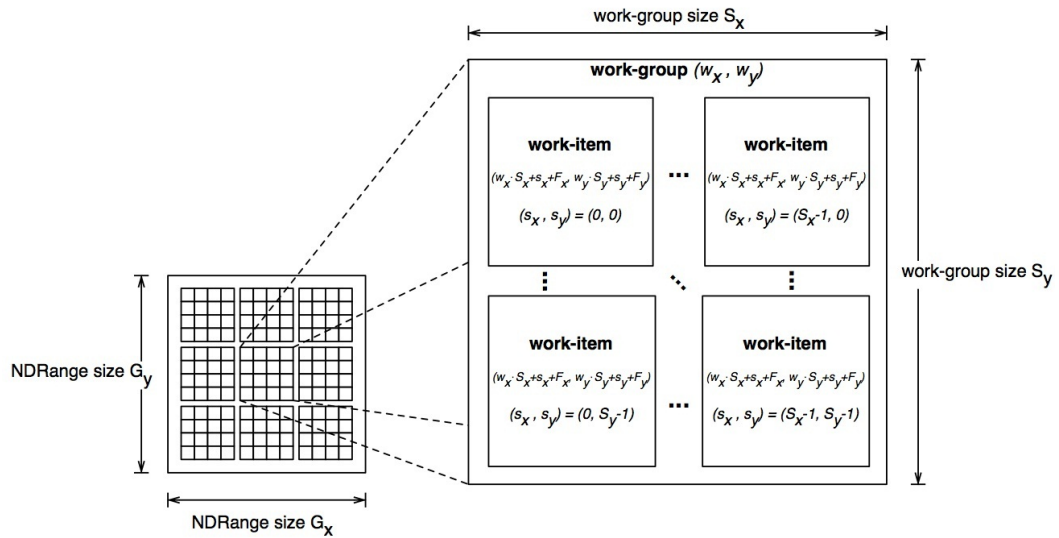 work-group size Sx
work-group (wx , wy)
work-item
(wx· Sx+sx+Fx, wy· Sy+sy+Fy)
(sx , sy) = (0, 0)
...
work-item
(wx· Sx+sx+Fx, wy· Sy+sy+Fy)
(sx , sy) = (Sx-1, 0)
work-group size Sy
work-item
(wx· Sx+sx+Fx, wy· Sy+sy+Fy)
(sx , sy) = (0, Sy-1)
...
work-item
(wx· Sx+sx+Fx, wy· Sy+sy+Fy)
(sx , sy) = (Sx-1, Sy-1)
NDRange size Gy
NDRange size Gx